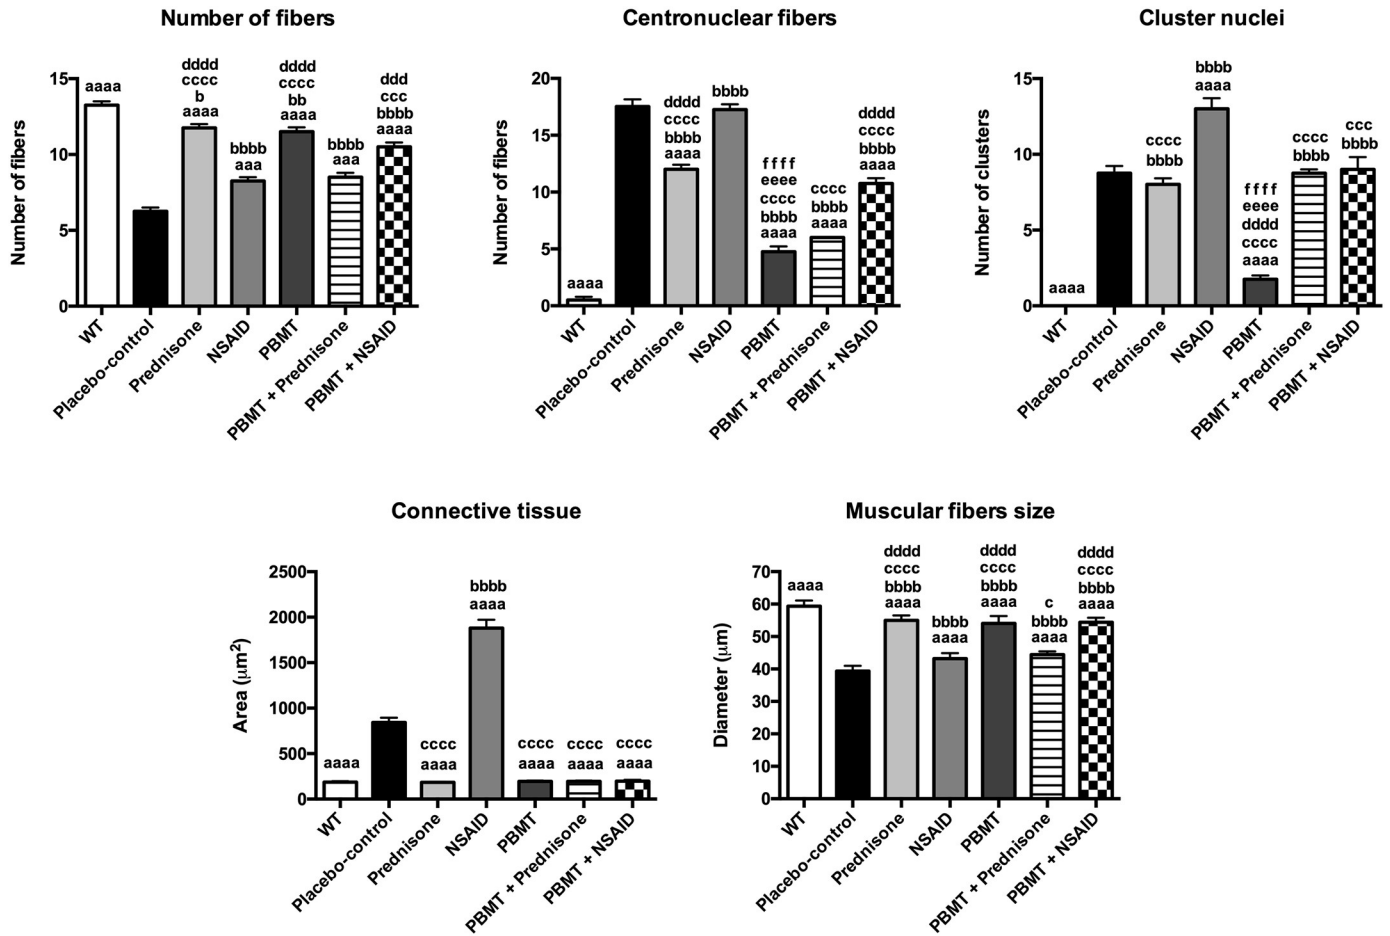 Number of fibers
Number of fibers
15
10
5
0
aaaa
dddd
cccc
b
aaaa
bbbb
aaa
dddd
cccc
bb
aaaa
bbbb
aaa
ddd
ccc
bbbb
aaaa
WT
Placebo-control
Prednisone
NSAID
PBMT
PBMT + Prednisone
PBMT + NSAID
Centronuclear fibers
Number of fibers
20
15
10
5
0
aaaa
dddd
cccc
bbbb
aaaa
bbbb
ffff
eeee
cccc
bbbb
aaaa
cccc
bbbb
aaaa
dddd
cccc
bbbb
aaaa
WT
Placebo-control
Prednisone
NSAID
PBMT
PBMT + Prednisone
PBMT + NSAID
Cluster nuclei
Number of clusters
15
10
5
0
aaaa
cccc
bbbb
bbbb
aaaa
ffff
eeee
dddd
cccc
aaaa
cccc
bbbb
ccc
bbbb
WT
Placebo-control
Prednisone
NSAID
PBMT
PBMT + Prednisone
PBMT + NSAID
Connective tissue
Area (μm²)
2500
2000
1500
1000
500
0
aaaa
cccc
aaaa
bbbb
aaaa
cccc
aaaa
cccc
aaaa
cccc
aaaa
WT
Placebo-control
Prednisone
NSAID
PBMT
PBMT + Prednisone
PBMT + NSAID
Muscular fibers size
Diameter (μm)
70
60
50
40
30
20
10
0
aaaa
dddd
cccc
bbbb
aaaa
bbbb
aaaa
dddd
cccc
bbbb
aaaa
c
bbbb
aaaa
dddd
cccc
bbbb
aaaa
WT
Placebo-control
Prednisone
NSAID
PBMT
PBMT + Prednisone
PBMT + NSAID